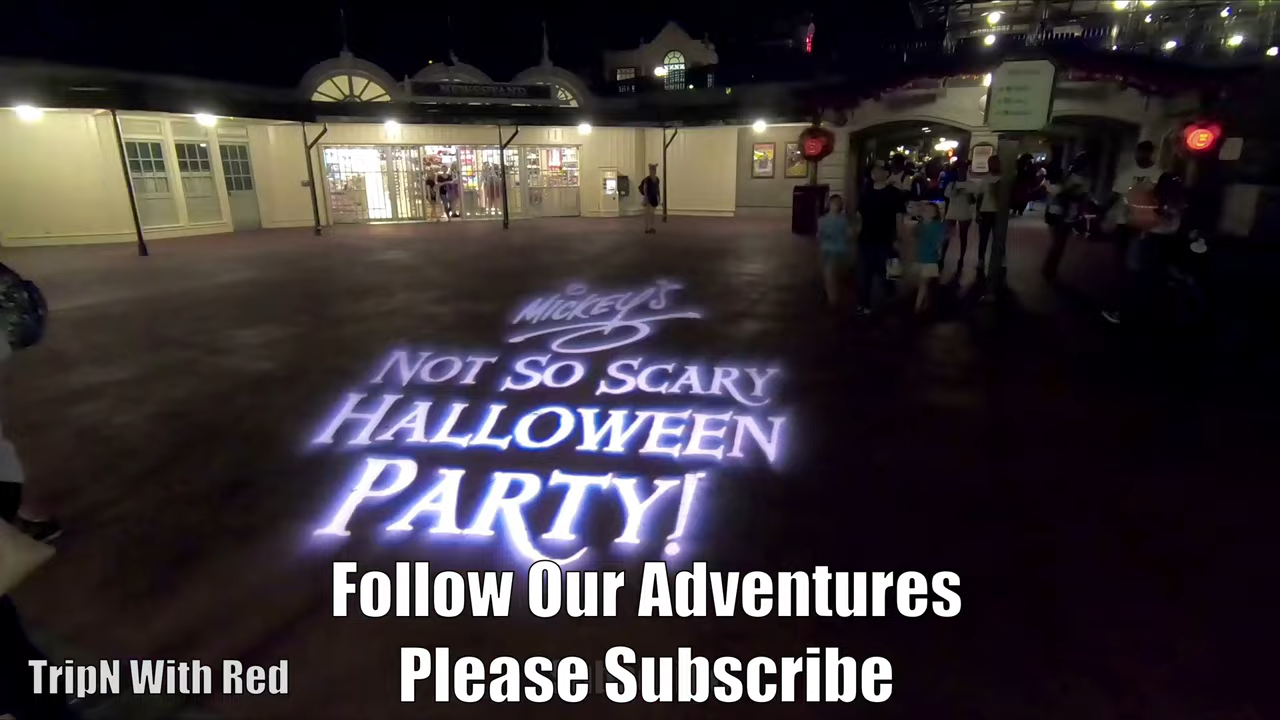 NEWSSTAND
Mickey's
Not So Scary
Halloween
Party!
Follow Our Adventures
Please Subscribe
TripN With Red